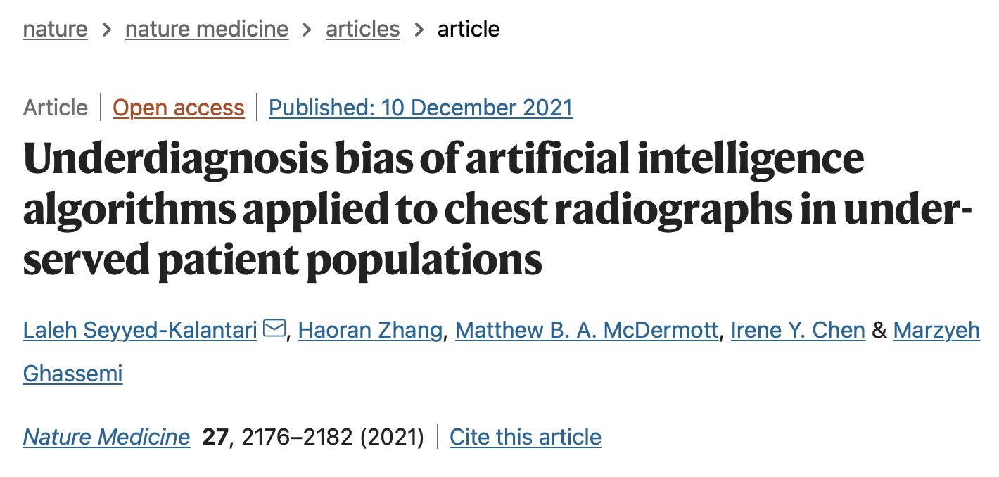 nature > nature medicine > articles > article
Article | Open access | Published: 10 December 2021
Underdiagnosis bias of artificial intelligence
algorithms applied to chest radiographs in under-
served patient populations
Laleh Seyyed-Kalantari, Haoran Zhang, Matthew B. A. McDermott, Irene Y. Chen & Marzyeh
Ghassemi
Nature Medicine 27, 2176–2182 (2021) | Cite this article